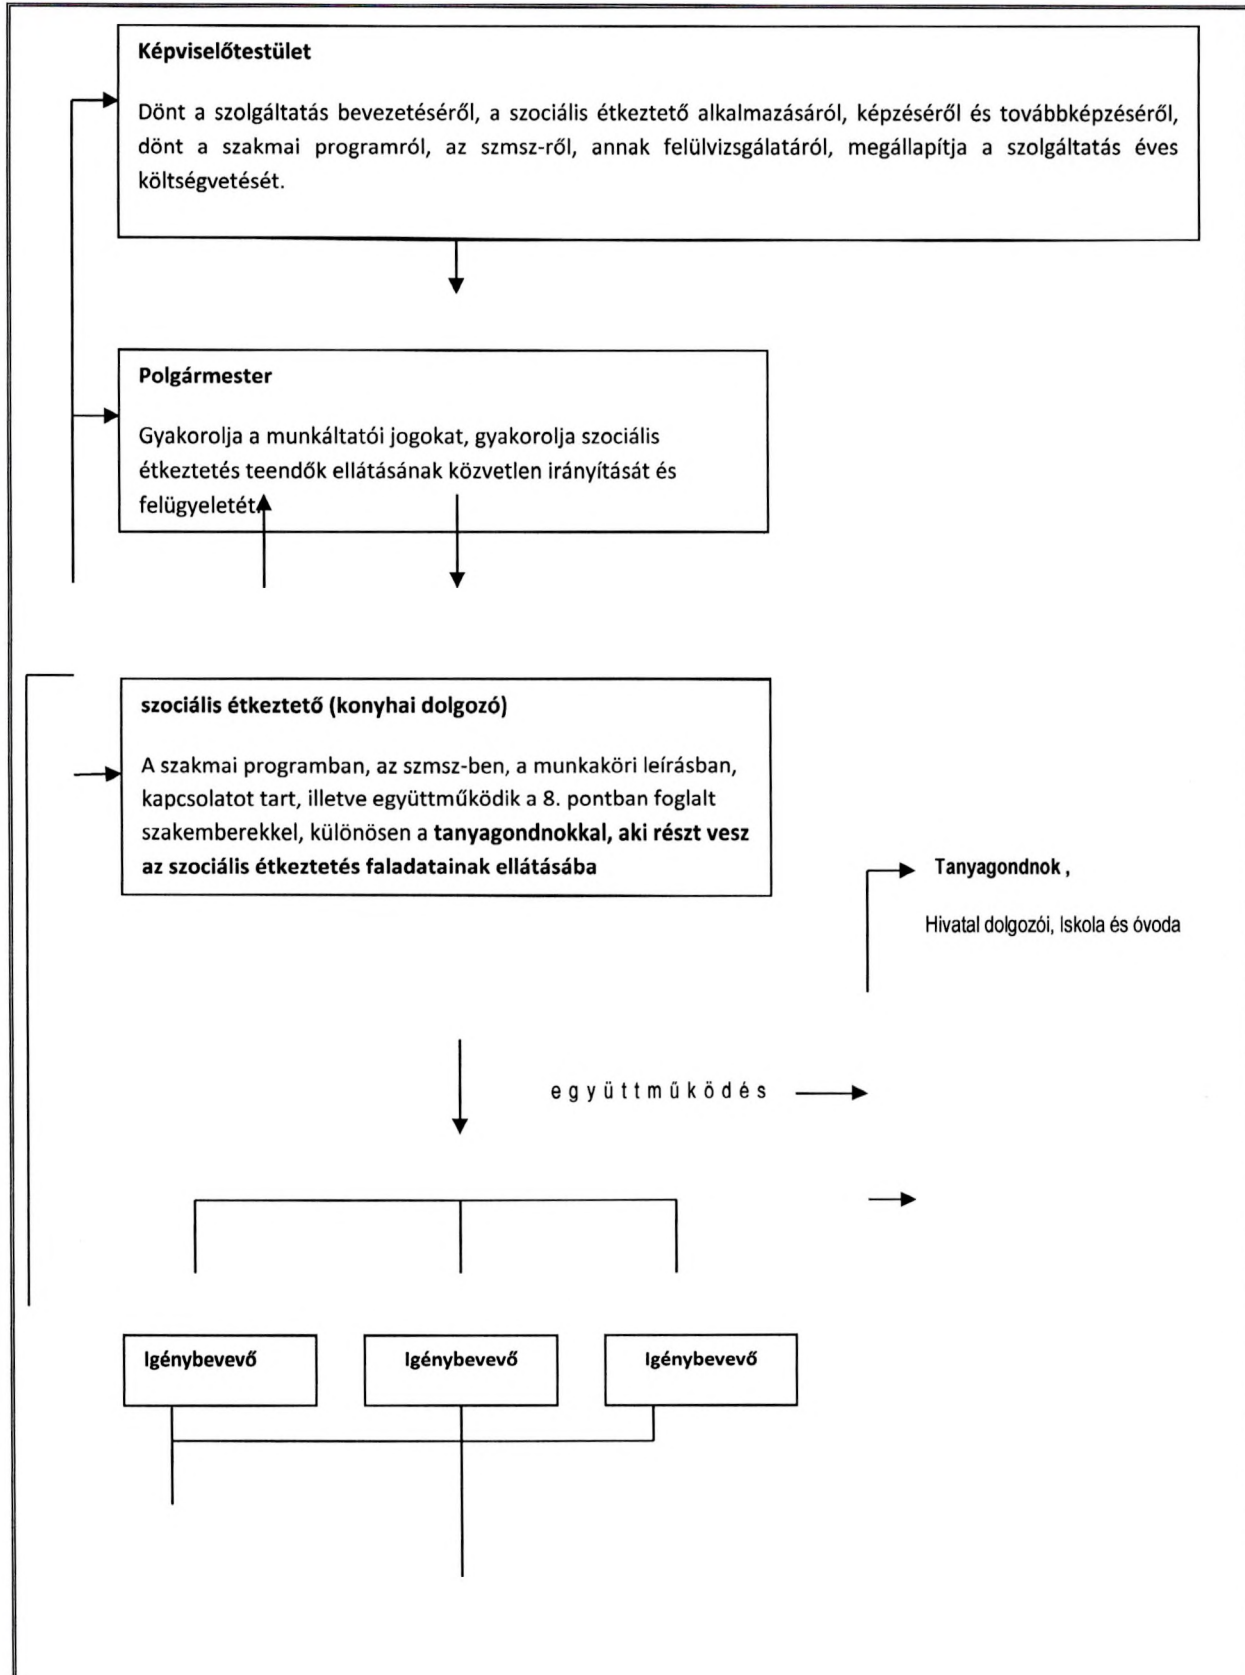 Képviselőtestület
Dönt a szolgáltatás bevezetéséről, a szociális étkeztető alkalmazásáról, képzéséről és továbbképzéséről,
dönt a szakmai programról, az szmsz-ről, annak felülvizsgálatáról, megállapítja a szolgáltatás éves
költségvetését.
Polgármester
Gyakorolja a munkáltatói jogokat, gyakorolja szociális
étkeztetés teendők ellátásának közvetlen irányítását és
felügyeletét.
szociális étkeztető (konyhai dolgozó)
A szakmai programban, az szmsz-ben, a munkaköri leírásban,
kapcsolatot tart, illetve együttműködik a 8. pontban foglalt
szakemberekkel, különösen a tanyagondnokkal, aki részt vesz
az szociális étkeztetés faladatainak ellátásába
Tanyagondnok ,
Hivatal dolgozói, Iskola és óvoda
együttműködés
Igénybevevő
Igénybevevő
Igénybevevő